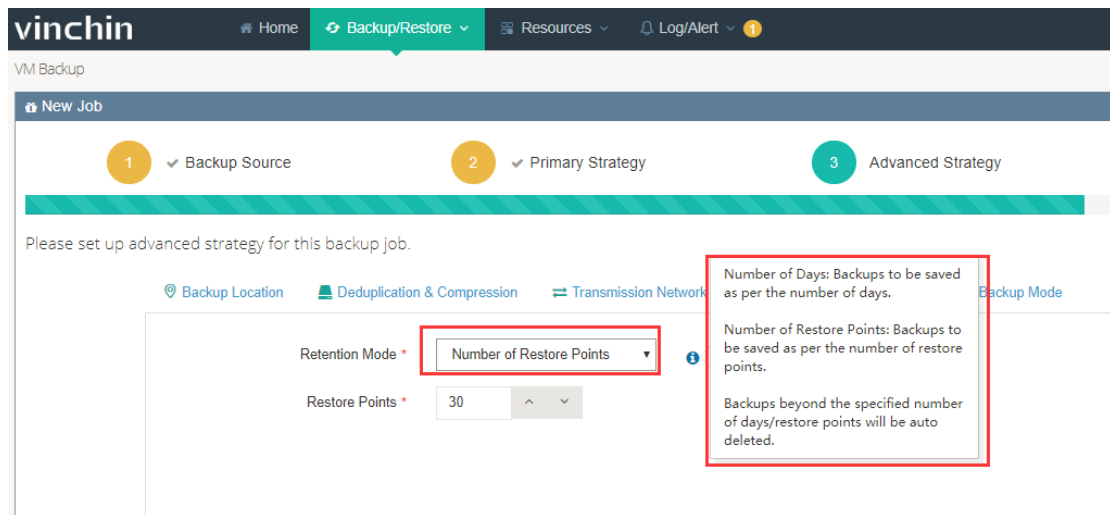 vinchin Home Backup/Restore Resources Log/Alert 1
VM Backup
New Job
1 Backup Source 2 Primary Strategy 3 Advanced Strategy
Please set up advanced strategy for this backup job.
Backup Location Deduplication & Compression Transmission Network Backup Mode
Number of Days: Backups to be saved
as per the number of days.
Number of Restore Points: Backups to
be saved as per the number of restore
points.
Backups beyond the specified number
of days/restore points will be auto
deleted.
Retention Mode * Number of Restore Points
Restore Points * 30